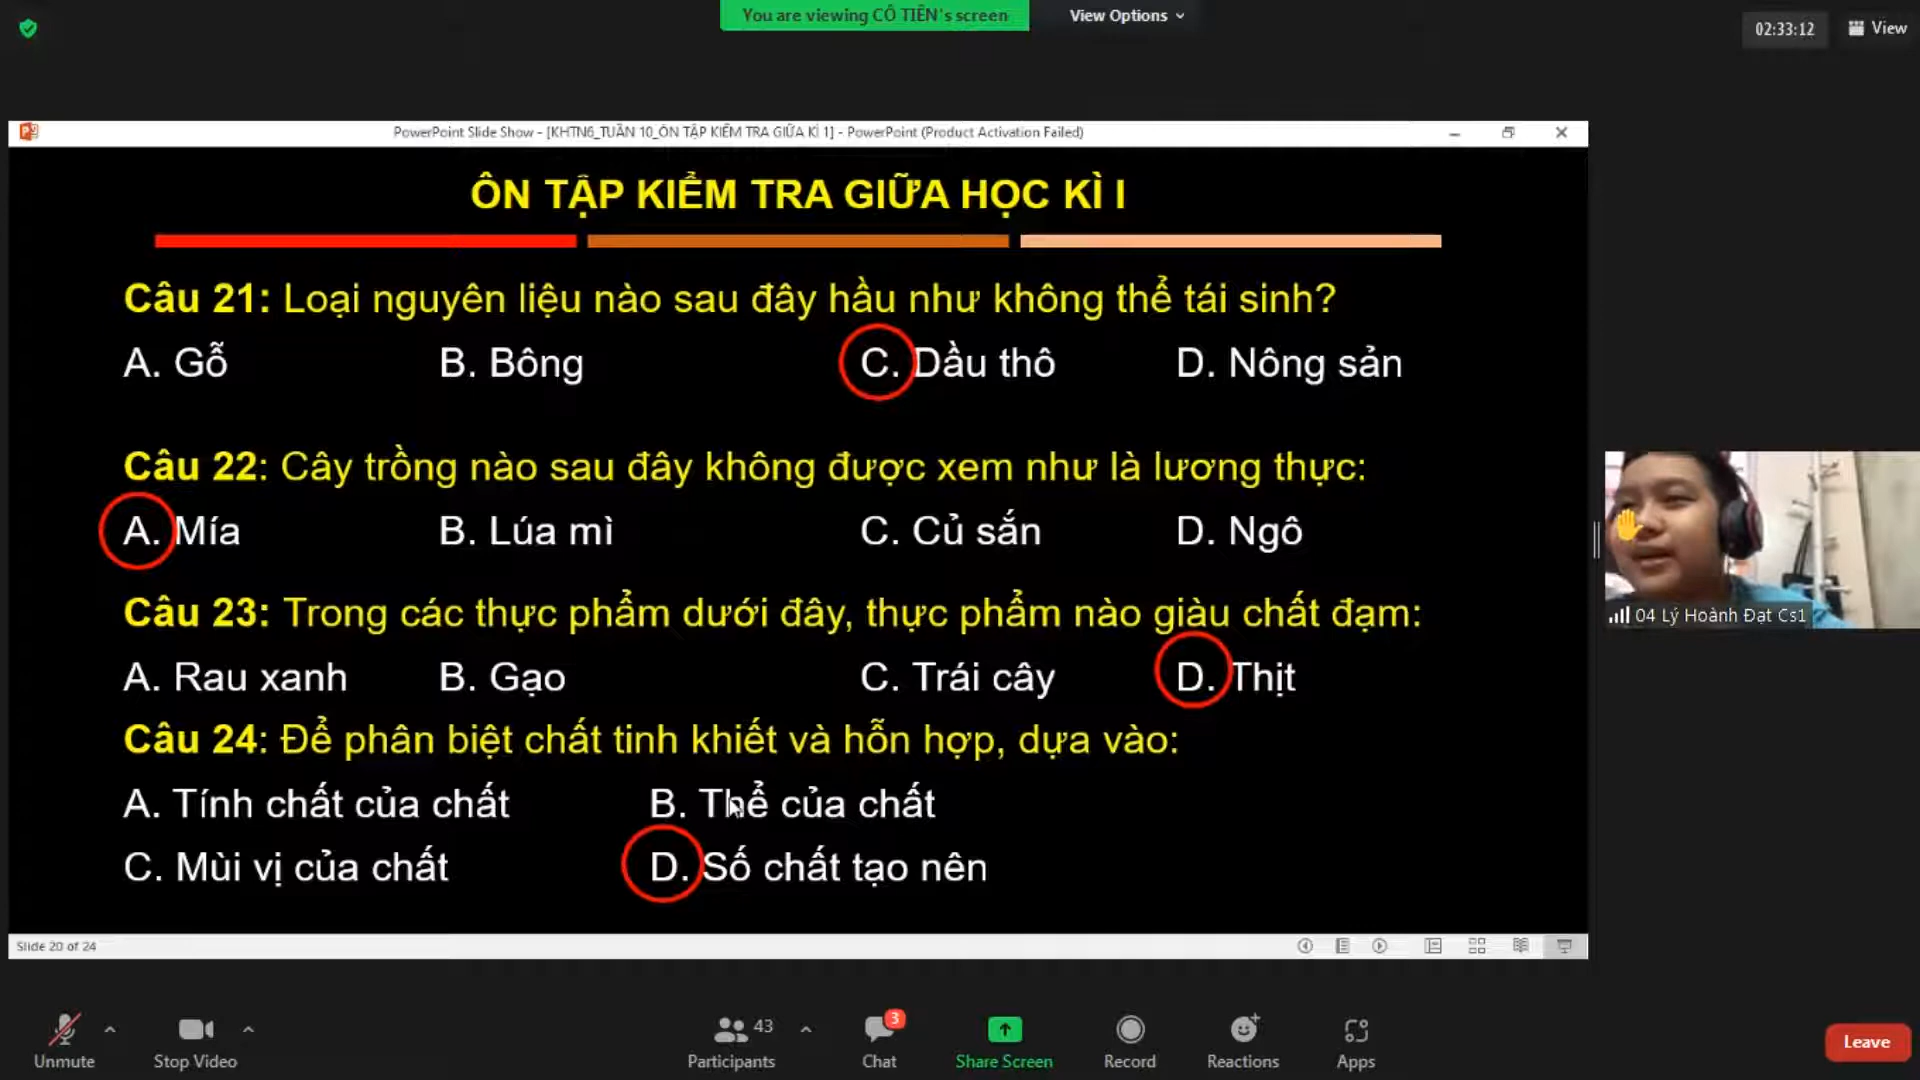 You are viewing CÔ TIÊN's screen
View Options
02:33:12
View
PowerPoint Slide Show - [KHTN6_TUẦN 10_ÔN TẬP KIỂM TRA GIỮA KÌ 1] - PowerPoint (Product Activation Failed)
ÔN TẬP KIỂM TRA GIỮA HỌC KÌ I
Câu 21: Loại nguyên liệu nào sau đây hầu như không thể tái sinh?
A. Gỗ B. Bông C. Dầu thô D. Nông sản
Câu 22: Cây trồng nào sau đây không được xem như là lương thực:
A. Mía B. Lúa mì C. Củ sắn D. Ngô
Câu 23: Trong các thực phẩm dưới đây, thực phẩm nào giàu chất đạm:
A. Rau xanh B. Gạo C. Trái cây D. Thịt
Câu 24: Để phân biệt chất tinh khiết và hỗn hợp, dựa vào:
A. Tính chất của chất B. Thể của chất
C. Mùi vị của chất D. Số chất tạo nên
04 Lý Hoành Đạt Cs1
Slide 20 of 24
Unmute
Stop Video
43
Participants
3
Chat
Share Screen
Record
Reactions
Apps
Leave